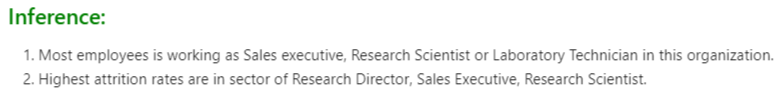 Inference:
1. Most employees is working as Sales executive, Research Scientist or Laboratory Technician in this organization.
2. Highest attrition rates are in sector of Research Director, Sales Executive, Research Scientist.